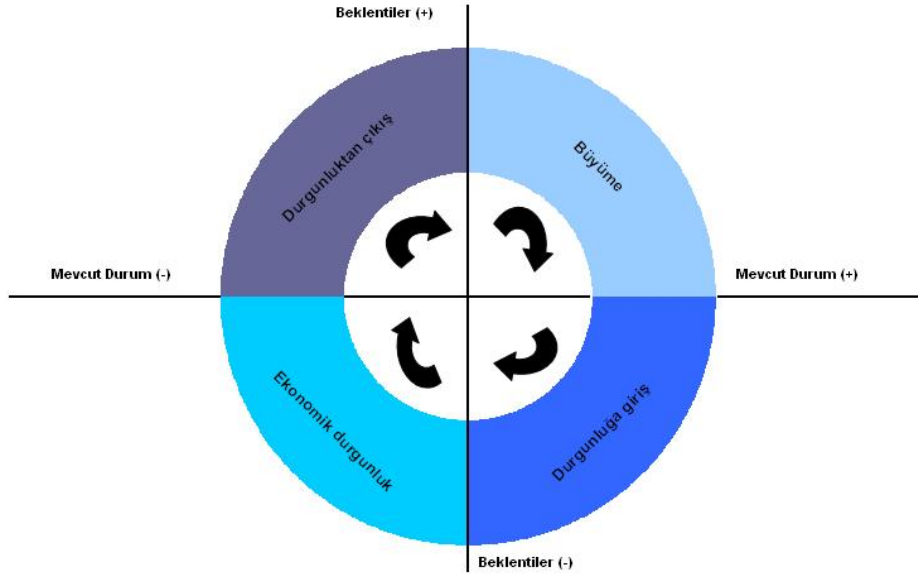 Beklentiler (+)
Durgunluktan çıkış
Büyüme
Mevcut Durum (-)
Mevcut Durum (+)
Ekonomik durgunluk
Durgunluğa giriş
Beklentiler (-)